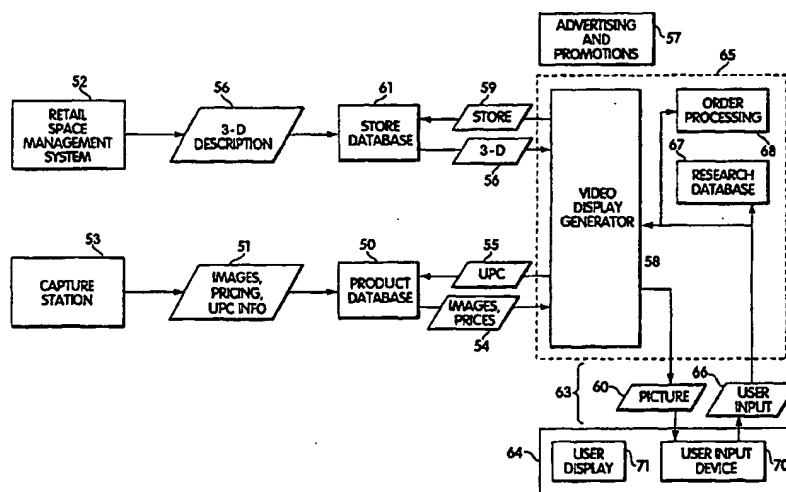 ADVERTISING
AND
PROMOTIONS
57
65
52
RETAIL
SPACE
MANAGEMENT
SYSTEM
56
3-D
DESCRIPTION
61
STORE
DATABASE
59
STORE
3-D
56
VIDEO
DISPLAY
GENERATOR
58
ORDER
PROCESSING
68
67
RESEARCH
DATABASE
53
CAPTURE
STATION
51
IMAGES,
PRICING,
UPC INFO
50
PRODUCT
DATABASE
55
UPC
IMAGES,
PRICES
54
63
60
PICTURE
66
USER
INPUT
64
USER
DISPLAY
71
USER INPUT
DEVICE
70